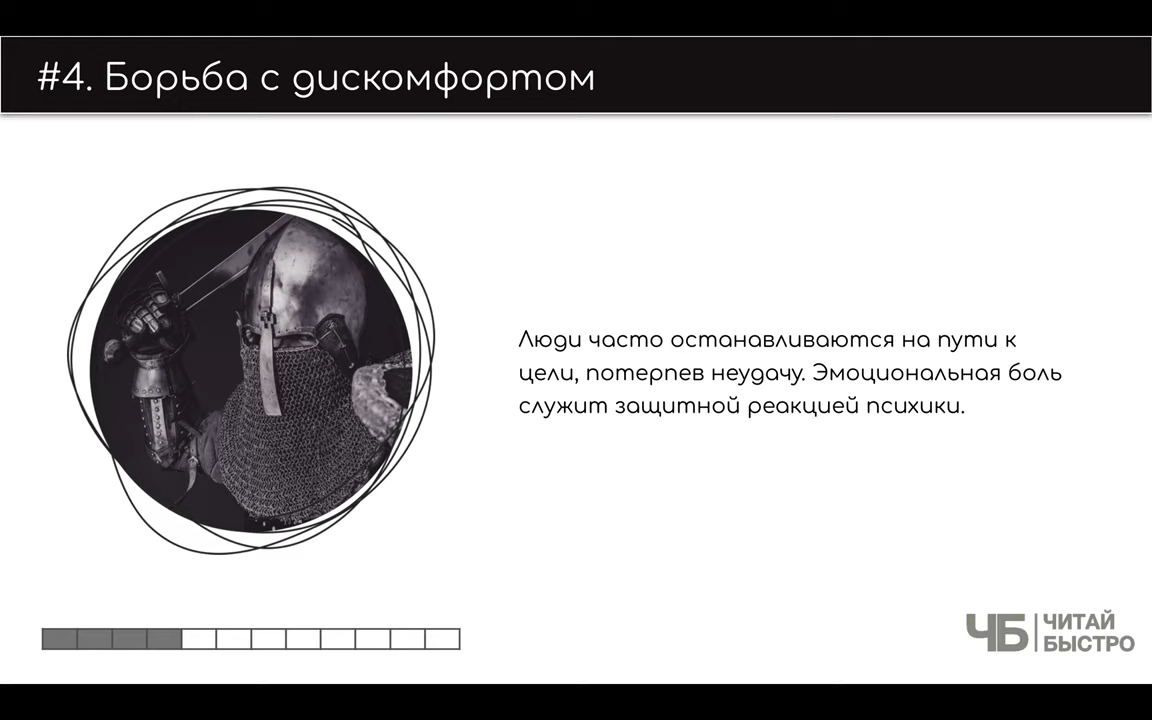 #4. Борьба с дискомфортом
Люди часто останавливаются на пути к
цели, потерпев неудачу. Эмоциональная боль
служит защитной реакцией психики.
ЧБ
ЧИТАЙ
БЫСТРО